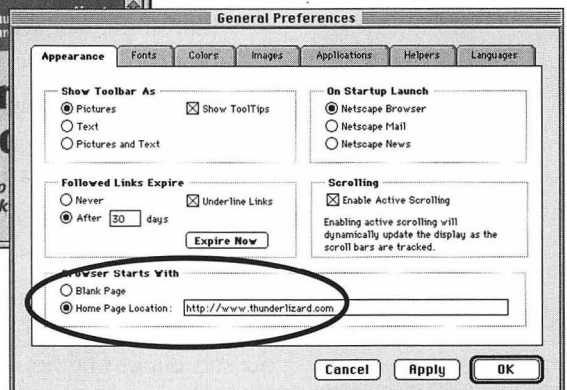 General Preferences
Appearance Fonts Colors Images Applications Helpers Languages
Show Toolbar As
Pictures
Show ToolTips
Text
Pictures and Text
On Startup Launch
Netscape Browser
Netscape Mail
Netscape News
Followed Links Expire
Never
Underline Links
After 30 days
Expire Now
Scrolling
Enable Active Scrolling
Enabling active scrolling will
dynamically update the display as the
scroll bars are tracked.
Browser Starts With
Blank Page
Home Page Location: http://www.thunderlizard.com
Cancel Apply OK